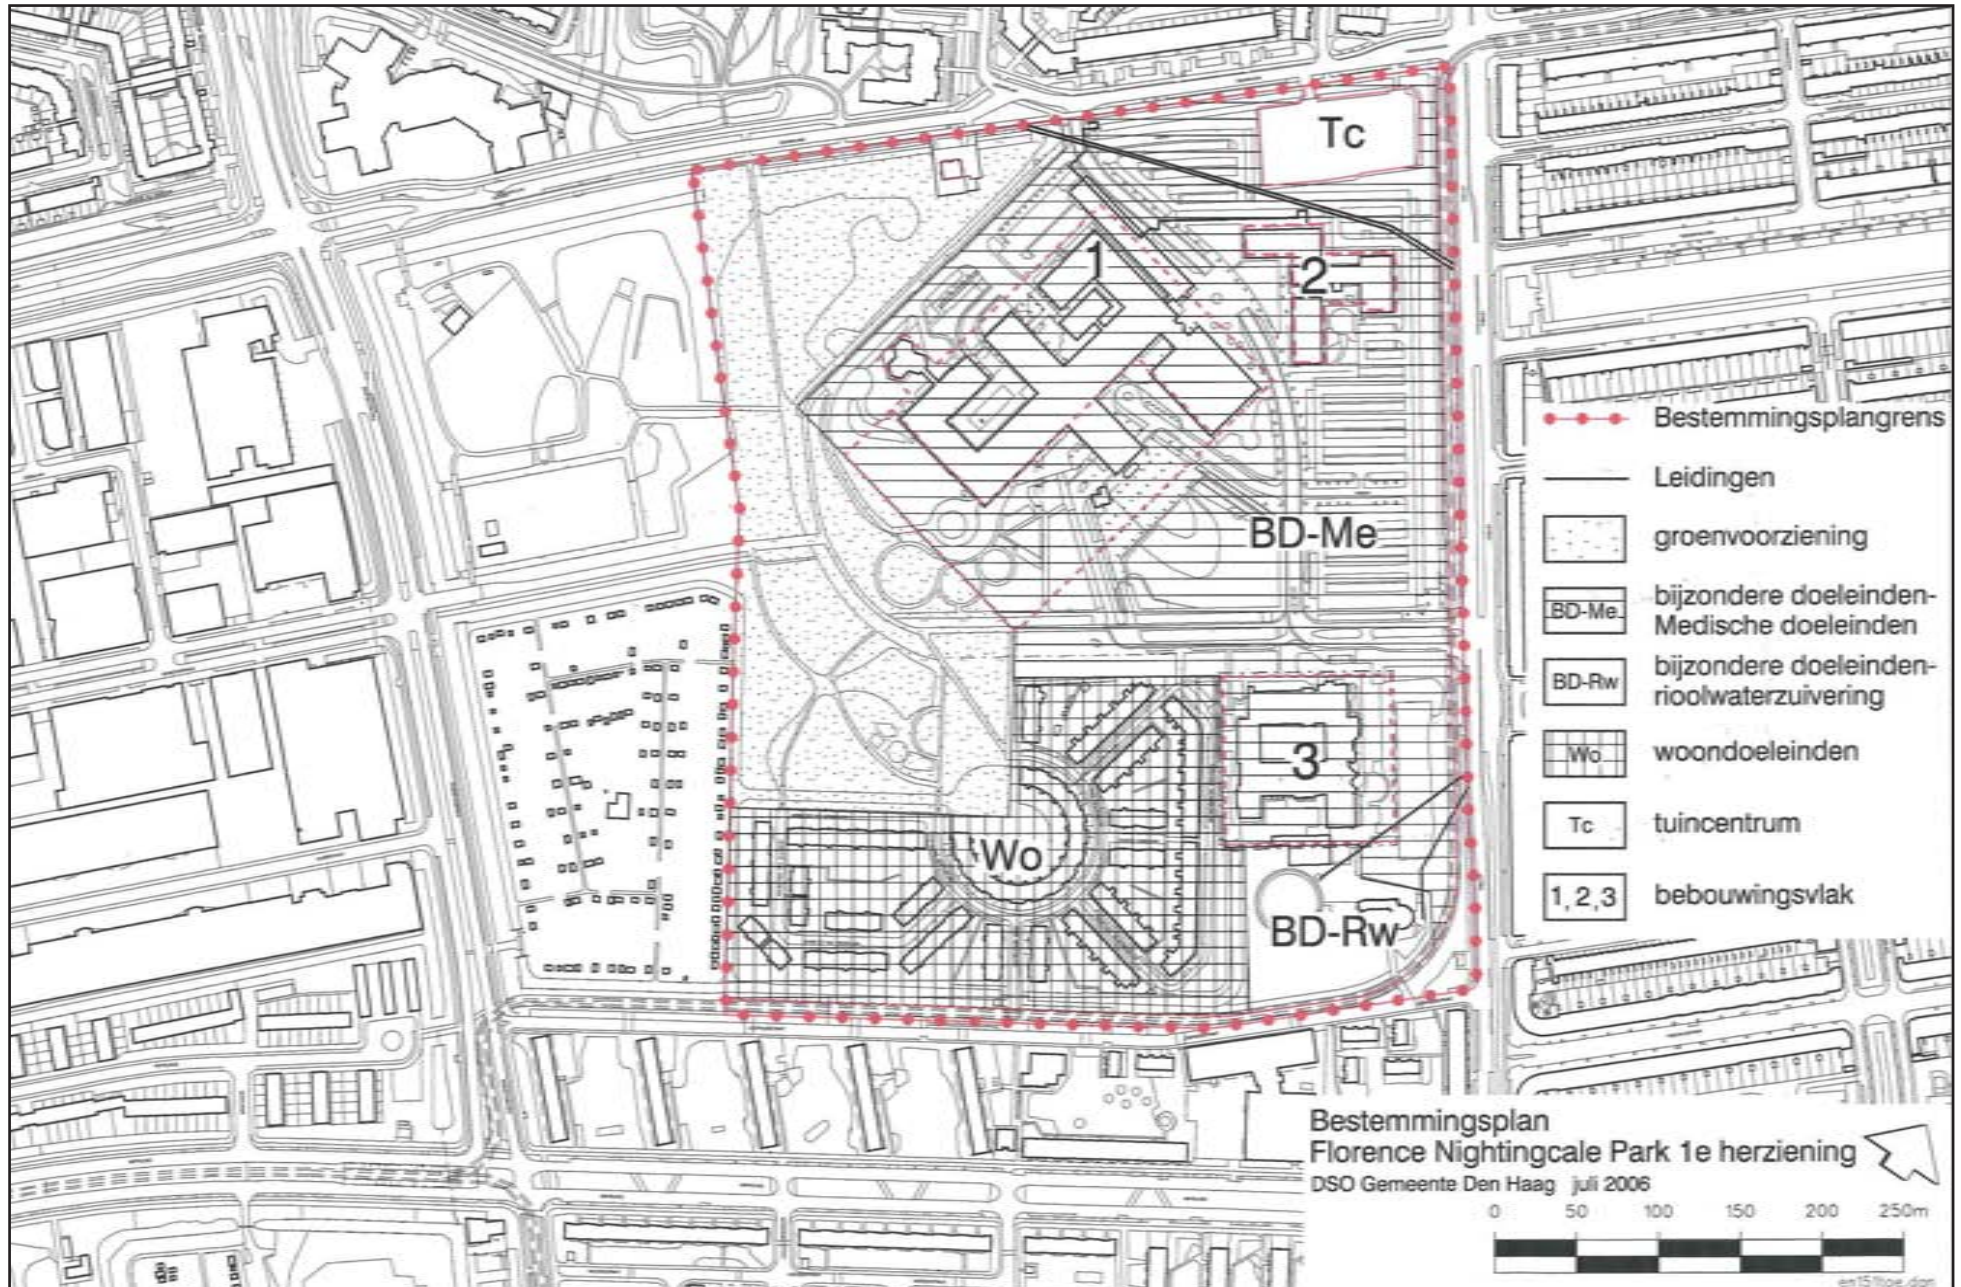 Tc
1
2
BD-Me
3
Wo
BD-Rw
Bestemmingsplangrens
Leidingen
groenvoorziening
BD-Me
bijzondere doeleinden-
Medische doeleinden
BD-Rw
bijzondere doeleinden-
rioolwaterzuivering
Wo
woondoeleinden
Tc
tuincentrum
1, 2, 3
bebouwingsvlak
Bestemmingsplan
Florence Nightingcale Park 1e herziening
DSO Gemeente Den Haag juli 2006
0 50 100 150 200 250m